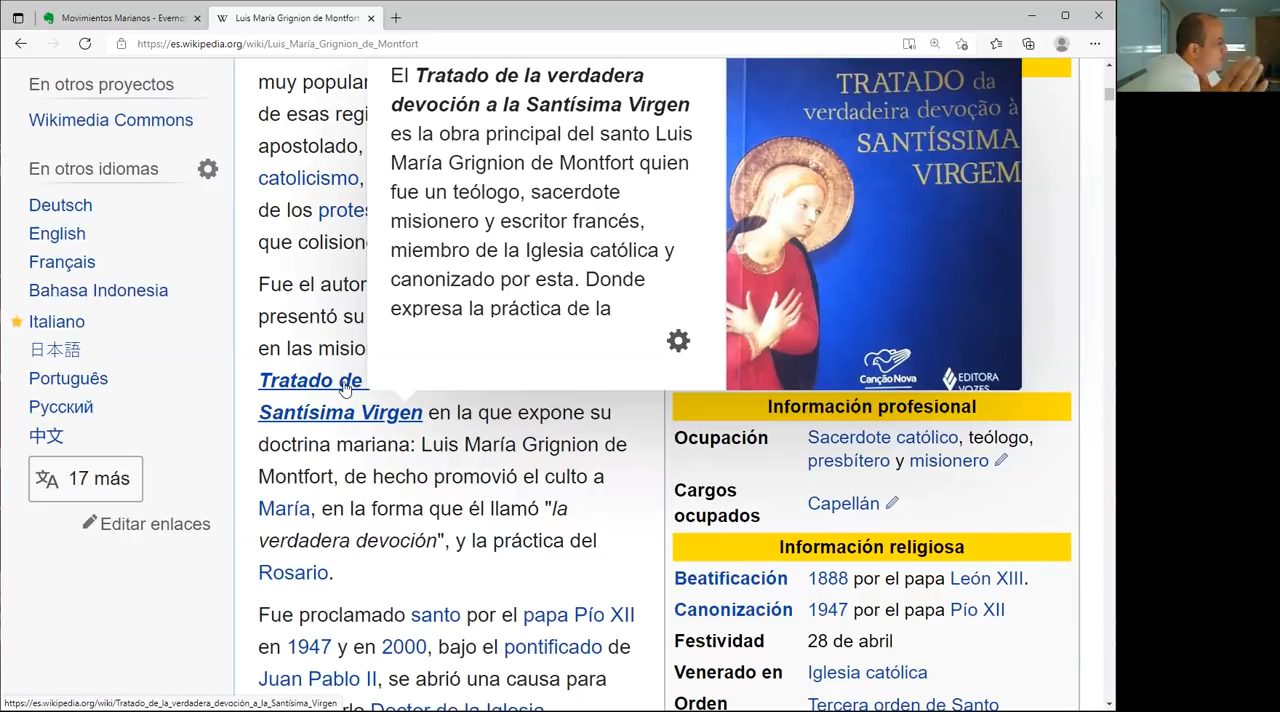 Movimientos Marianos - Everno
Luis María Grignion de Montfort
https://es.wikipedia.org/wiki/Luis_María_Grignion_de_Montfort
En otros proyectos
Wikimedia Commons
En otros idiomas
Deutsch
English
Français
Bahasa Indonesia
Italiano
日本語
Português
Русский
中文
17 más
Editar enlaces
muy popular
de esas regi
apostolado,
catolicismo,
de los protes
que colision
Fue el autor
presentó su
en las misio
Tratado de
Santísima Virgen en la que expone su
doctrina mariana: Luis María Grignion de
Montfort, de hecho promovió el culto a
María, en la forma que él llamó "la
verdadera devoción", y la práctica del
Rosario.
Fue proclamado santo por el papa Pío XII
en 1947 y en 2000, bajo el pontificado de
Juan Pablo II, se abrió una causa para
Doctor de la Iglesia
El Tratado de la verdadera
devoción a la Santísima Virgen
es la obra principal del santo Luis
María Grignion de Montfort quien
fue un teólogo, sacerdote
misionero y escritor francés,
miembro de la Iglesia católica y
canonizado por esta. Donde
expresa la práctica de la
TRATADO da
verdadeira devoção à
SANTÍSSIMA
VIRGEM
Canção Nova
EDITORA
VOZES
Información profesional
Ocupación Sacerdote católico, teólogo,
presbítero y misionero
Cargos
ocupados Capellán
Información religiosa
Beatificación 1888 por el papa León XIII.
Canonización 1947 por el papa Pío XII
Festividad 28 de abril
Venerado en Iglesia católica
Orden Tercera orden de Santo
https://es.wikipedia.org/wiki/Tratado_de_la_verdadera_devoción_a_la_Santísima_Virgen